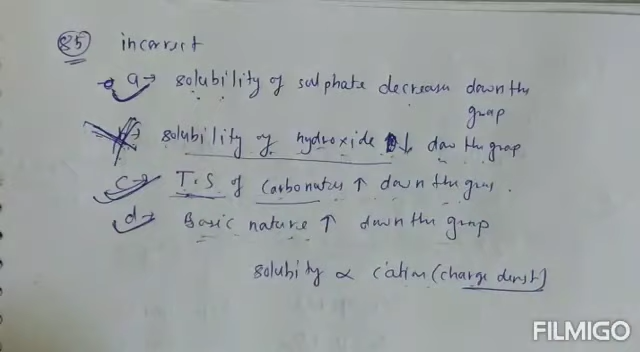 85 incorrect
a→ solubility of sulphate decrease down the
group
solubility of hydroxide ↓ down the group
c→ T.S of carbonates ↑ down the group.
d→ Basic nature ↑ down the group
solubity ∝ cation (charge density)
FILMIGO